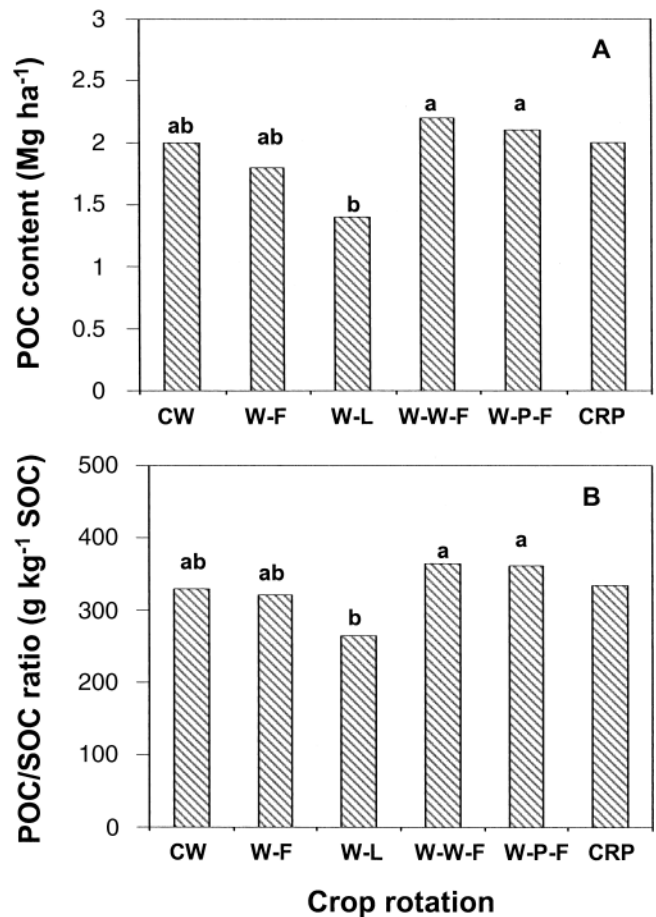 A
POC content (Mg ha⁻¹)
3
2.5
2
1.5
1
0.5
0
ab
ab
b
a
a
CW W-F W-L W-W-F W-P-F CRP
B
POC/SOC ratio (g kg⁻¹ SOC)
500
400
300
200
100
0
ab
ab
b
a
a
CW W-F W-L W-W-F W-P-F CRP
Crop rotation